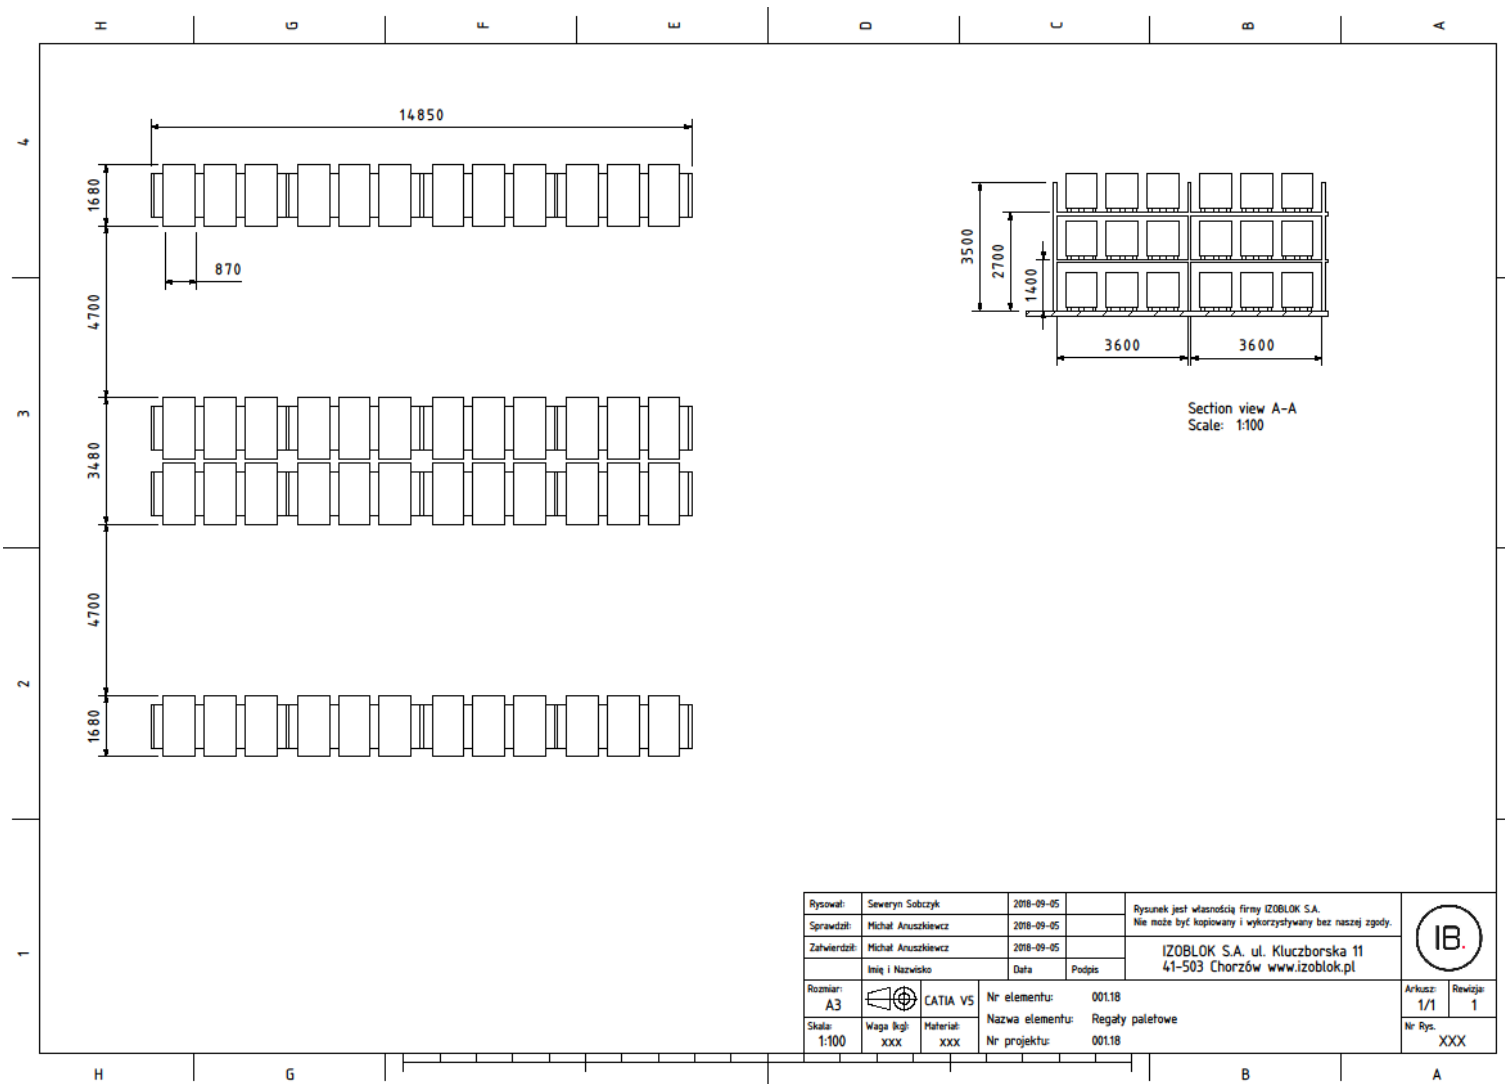 H G F E D C B A
4
14850
1680
870
3500
2700
1400
4700
3600 3600
3
Section view A-A
Scale: 1:100
3480
4700
2
1680
1
Rysował: Seweryn Sobczyk 2018-09-05
Sprawdził: Michał Anuszkiewcz 2018-09-05
Zatwierdził: Michał Anuszkiewcz 2018-09-05
Imię i Nazwisko Data Podpis
Rysunek jest własnością firmy IZOBLOK S.A.
Nie może być kopiowany i wykorzystywany bez naszej zgody.
IZOBLOK S.A. ul. Kluczborska 11
41-503 Chorzów www.izoblok.pl
IB.
Rozmiar:
A3
CATIA V5
Skala:
1:100
Waga (kg):
xxx
Materiał:
xxx
Nr elementu: 001.18
Nazwa elementu: Regały paletowe
Nr projektu: 001.18
Arkusz:
1/1
Rewizja:
1
Nr Rys.
XXX
H G B A